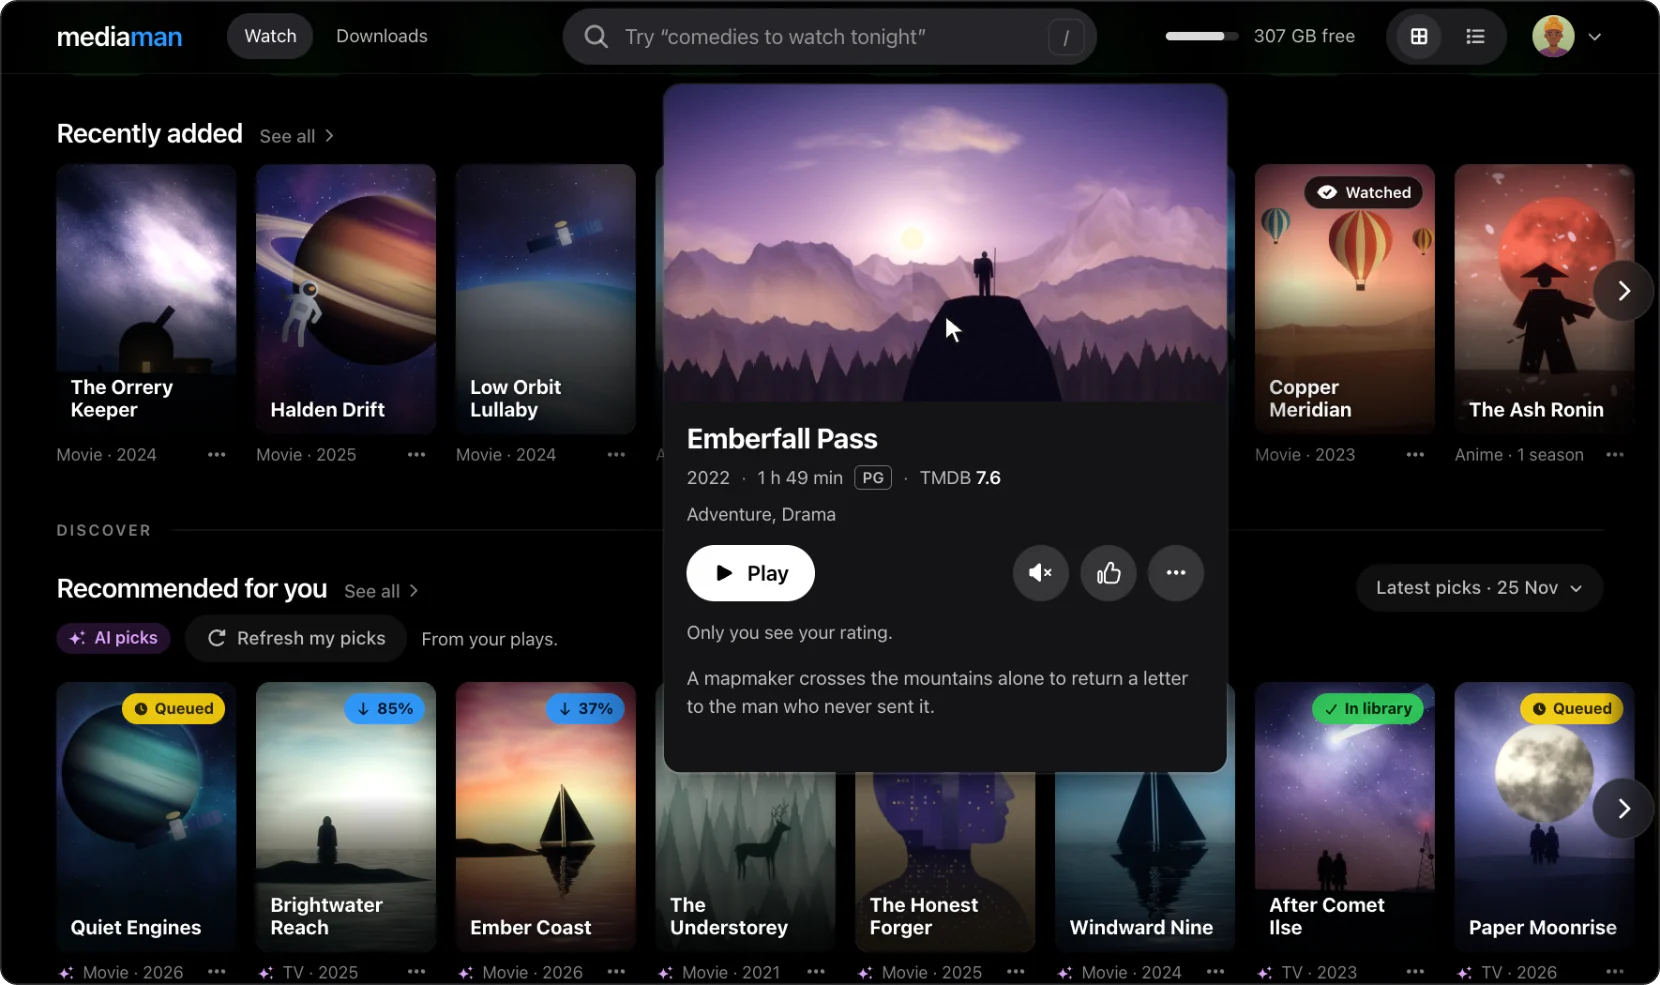 mediaman
Watch
Downloads
Try “comedies to watch tonight”
/
307 GB free
Recently added
See all
The Orrery
Keeper
Movie · 2024
Halden Drift
Movie · 2025
Low Orbit
Lullaby
Movie · 2024
Emberfall Pass
2022 · 1 h 49 min PG · TMDB 7.6
Adventure, Drama
Play
Only you see your rating.
A mapmaker crosses the mountains alone to return a letter
to the man who never sent it.
Watched
Copper
Meridian
Movie · 2023
The Ash Ronin
Anime · 1 season
DISCOVER
Recommended for you
See all
Latest picks · 25 Nov
AI picks
Refresh my picks
From your plays.
Queued
Quiet Engines
Movie · 2026
85%
Brightwater
Reach
TV · 2025
37%
Ember Coast
Movie · 2026
The
Understorey
Movie · 2021
The Honest
Forger
Movie · 2025
Windward Nine
Movie · 2024
In library
After Comet
Ilse
TV · 2023
Queued
Paper Moonrise
TV · 2026